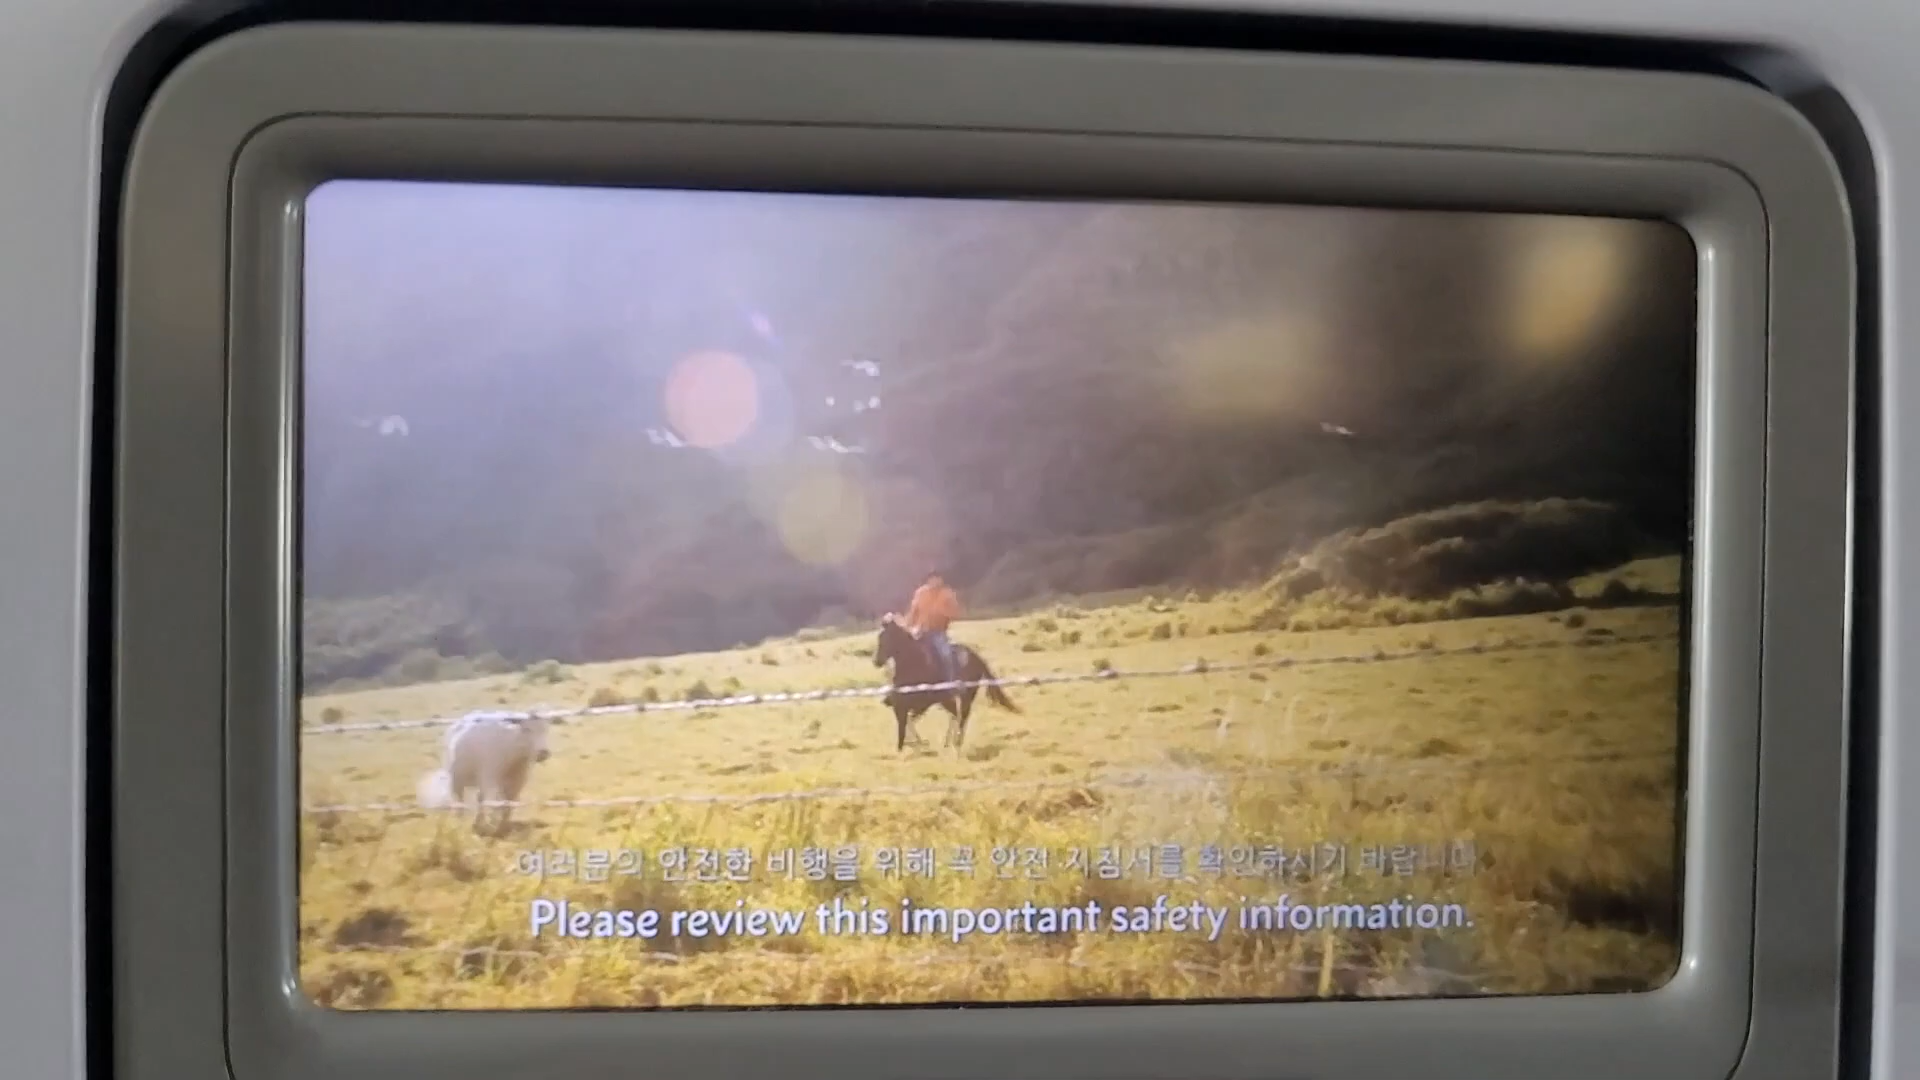 여러분의 안전한 비행을 위해 꼭 안전 지침서를 확인하시기 바랍니다.
Please review this important safety information.